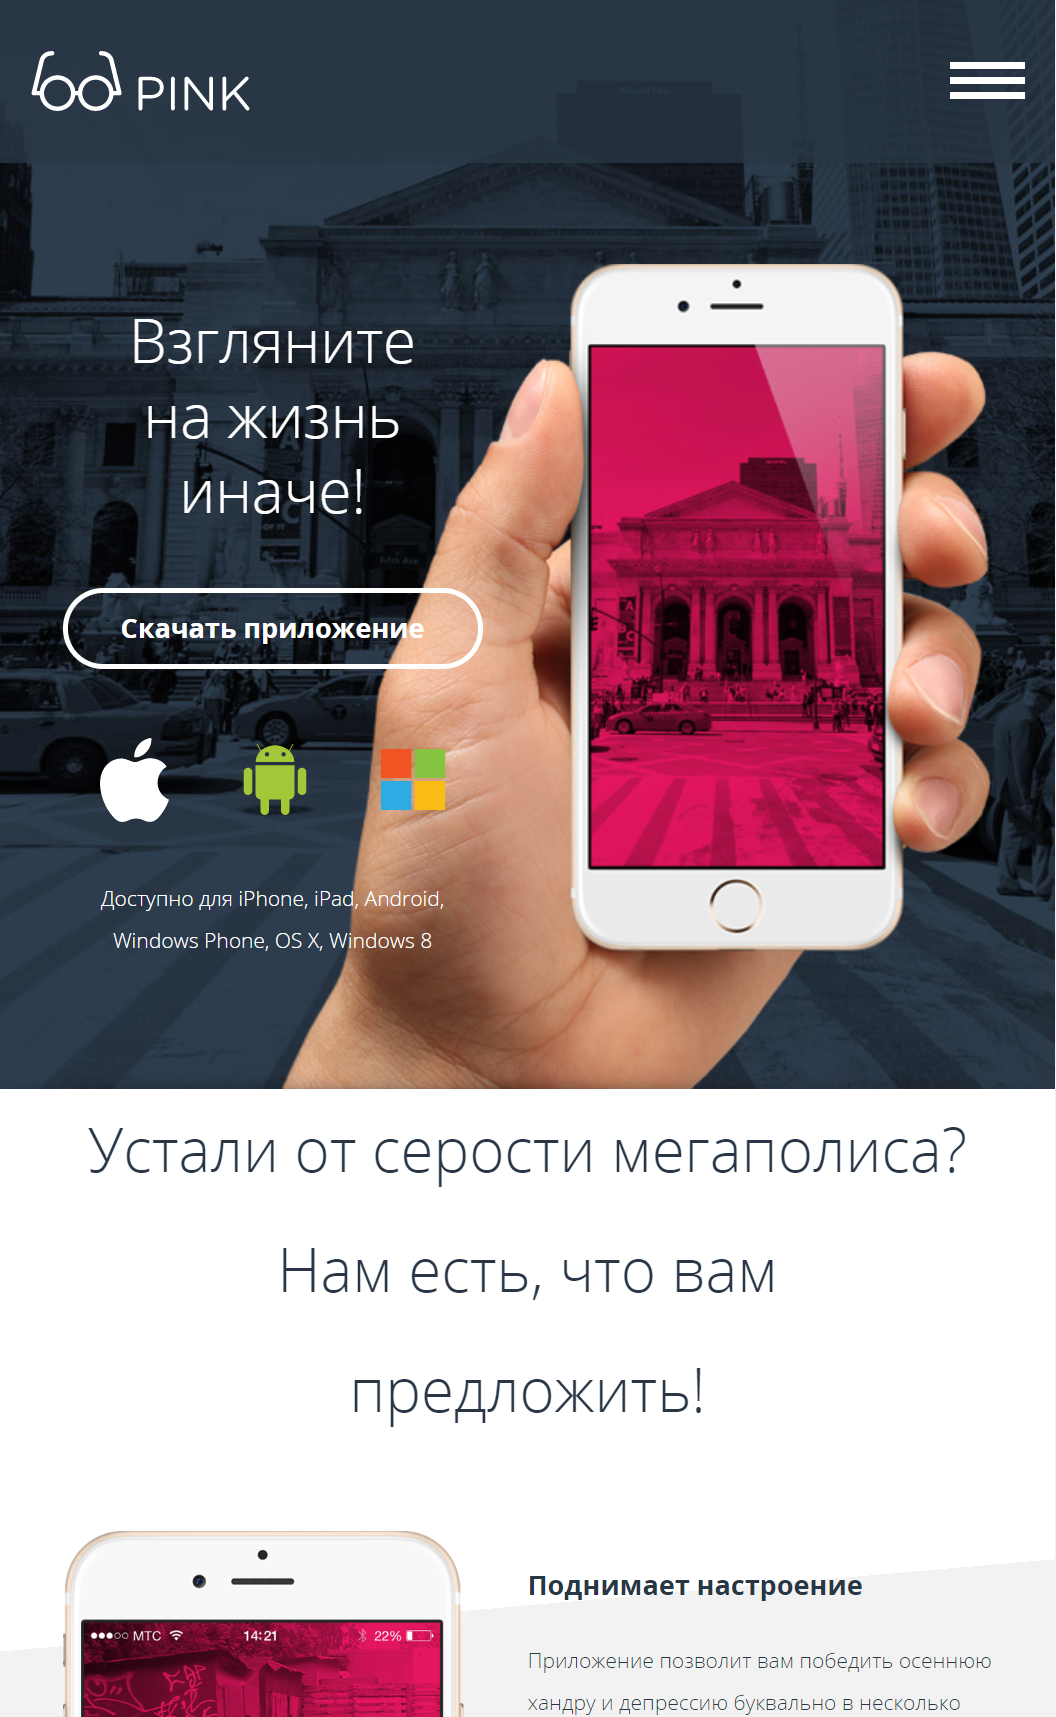 PINK
Взгляните
на жизнь
иначе!
Скачать приложение
Доступно для iPhone, iPad, Android,
Windows Phone, OS X, Windows 8
Устали от серости мегаполиса?
Нам есть, что вам
предложить!
МТС 14:21 22%
Поднимает настроение
Приложение позволит вам победить осеннюю
хандру и депрессию буквально в несколько